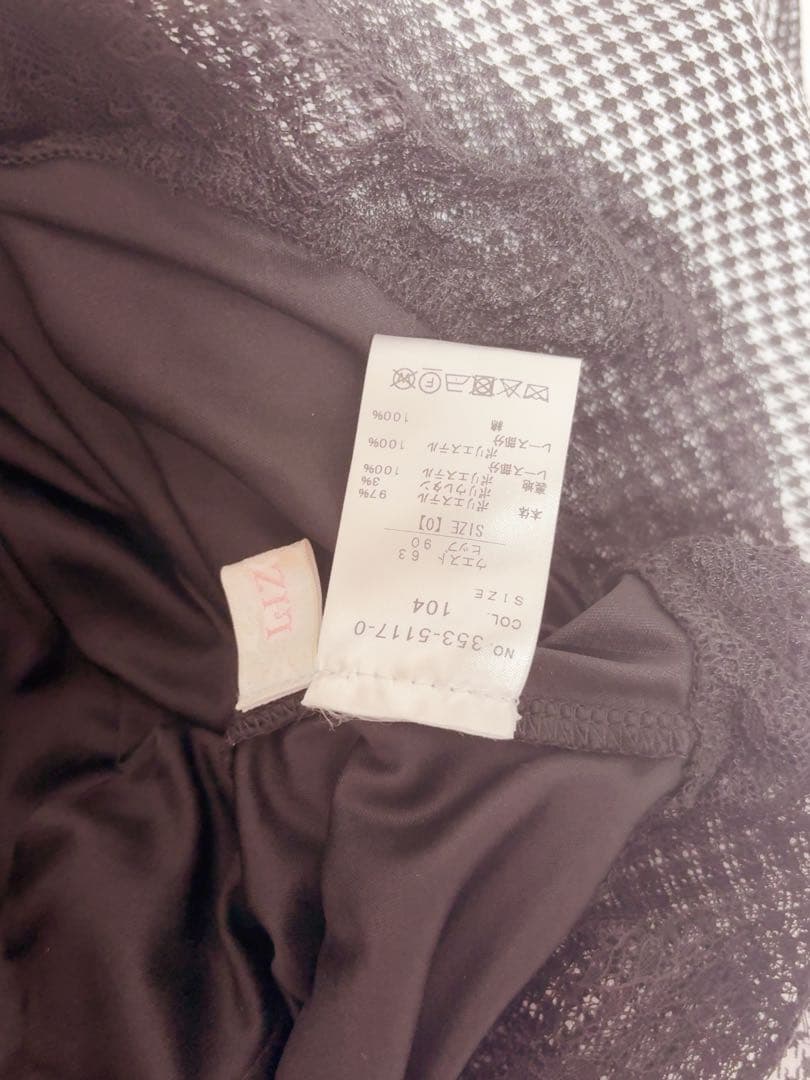 NO. 353-5117-0
COL. 104
SIZE
ウエスト 63
ヒップ 90
SIZE【0】
本体 ポリエステル 97%
ポリウレタン 3%
裏地 ポリエステル 100%
レース部分
ポリエステル 100%
レース部分
綿 100%
W
F
LIZ